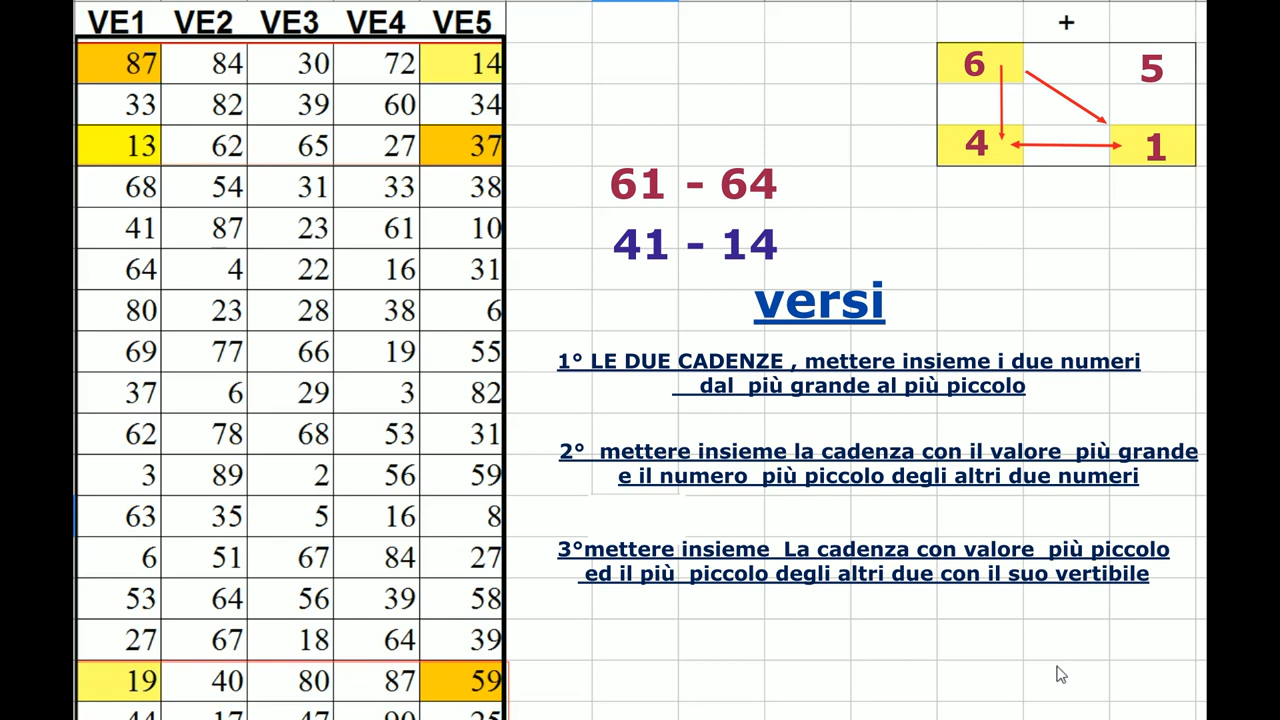 VE1 VE2 VE3 VE4 VE5
87 84 30 72 14
33 82 39 60 34
13 62 65 27 37
68 54 31 33 38
41 87 23 61 10
64 4 22 16 31
80 23 28 38 6
69 77 66 19 55
37 6 29 3 82
62 78 68 53 31
3 89 2 56 59
63 35 5 16 8
6 51 67 84 27
53 64 56 39 58
27 67 18 64 39
19 40 80 87 59
44 17 47 90 25
+
6 5
4 1
61 - 64
41 - 14
versi
1° LE DUE CADENZE , mettere insieme i due numeri
dal più grande al più piccolo
2° mettere insieme la cadenza con il valore più grande
e il numero più piccolo degli altri due numeri
3°mettere insieme La cadenza con valore più piccolo
ed il più piccolo degli altri due con il suo vertibile